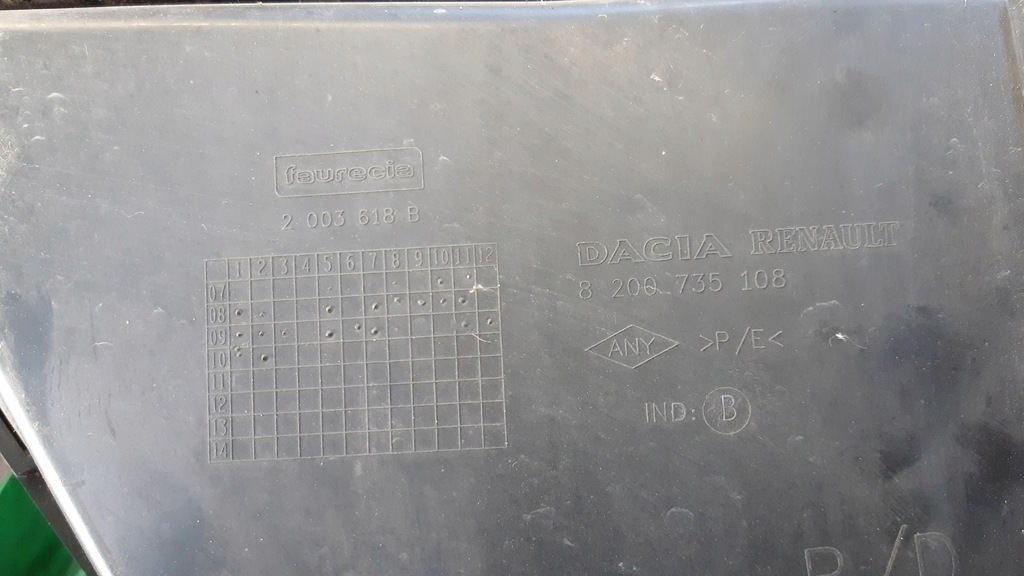 faurecia
2 003 618 B
1 2 3 4 5 6 7 8 9 10 11 12
07
08
09
10
11
12
13
14
DACIA RENAULT
8 200 735 108
ANY >P/E<
IND: B
P/D